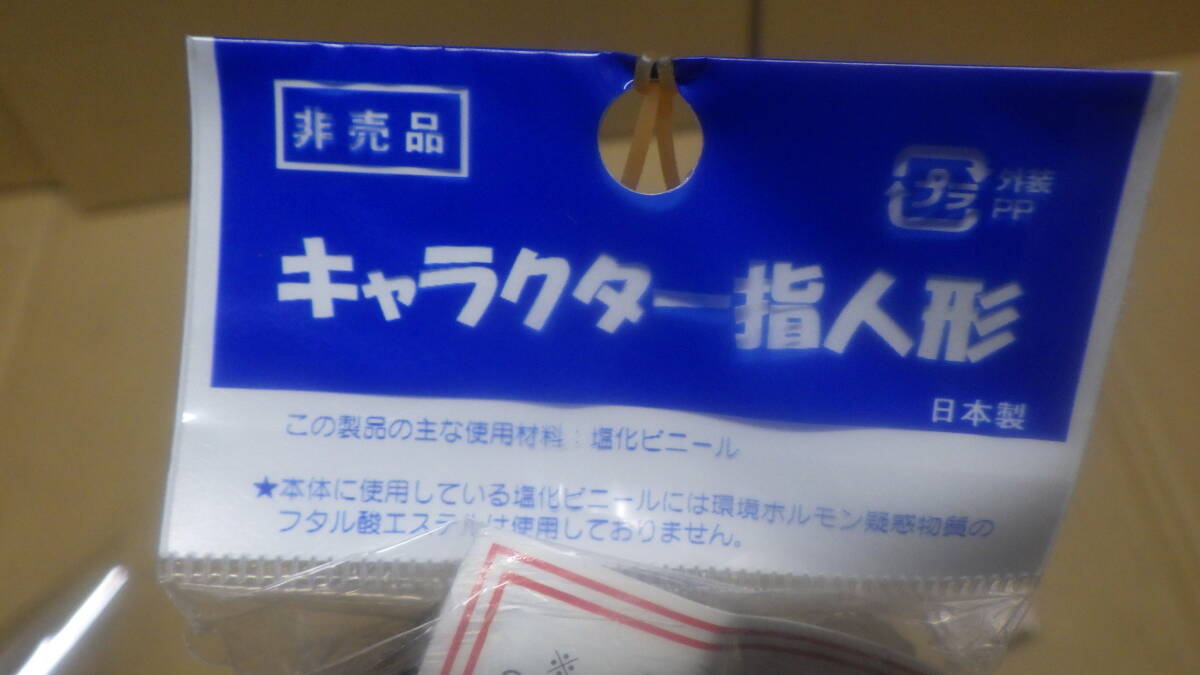 非売品
プラ
外装
PP
キャラクター指人形
日本製
この製品の主な使用材料:塩化ビニール
★本体に使用している塩化ビニールには環境ホルモン疑惑物質の
フタル酸エステルは使用しておりません。
※